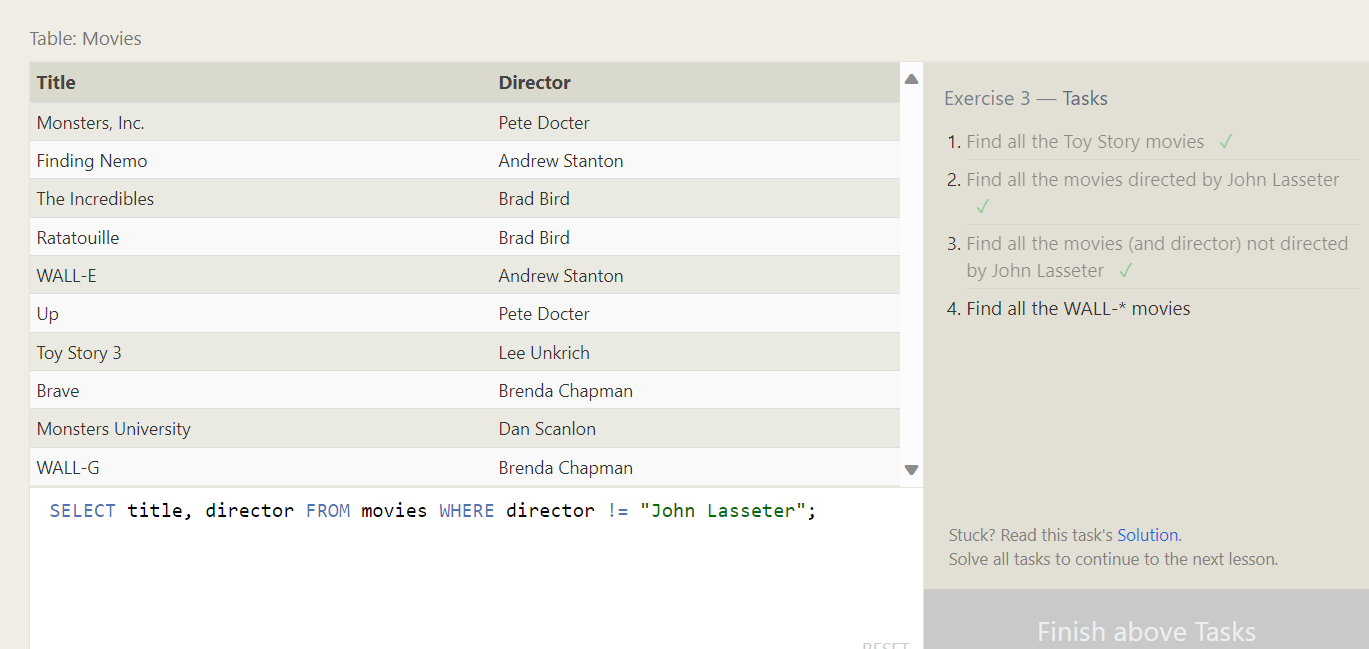 Table: Movies
Title Director
Monsters, Inc. Pete Docter
Finding Nemo Andrew Stanton
The Incredibles Brad Bird
Ratatouille Brad Bird
WALL-E Andrew Stanton
Up Pete Docter
Toy Story 3 Lee Unkrich
Brave Brenda Chapman
Monsters University Dan Scanlon
WALL-G Brenda Chapman
SELECT title, director FROM movies WHERE director != "John Lasseter";
RESET
Exercise 3 — Tasks
1. Find all the Toy Story movies ✓
2. Find all the movies directed by John Lasseter
✓
3. Find all the movies (and director) not directed
by John Lasseter ✓
4. Find all the WALL-* movies
Stuck? Read this task's Solution.
Solve all tasks to continue to the next lesson.
Finish above Tasks